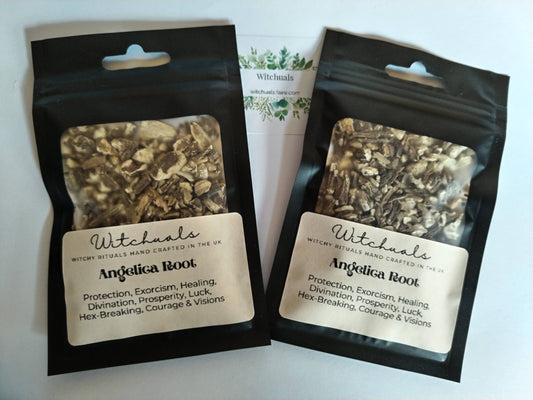 Witchuals
witchuals.faire.com
Witchuals
WITCHY RITUALS HAND CRAFTED IN THE UK
Angelica Root
Protection, Exorcism, Healing,
Divination, Prosperity, Luck,
Hex-Breaking, Courage & Visions
Witchuals
WITCHY RITUALS HAND CRAFTED IN THE UK
Angelica Root
Protection, Exorcism, Healing,
Divination, Prosperity, Luck,
Hex-Breaking, Courage & Visions